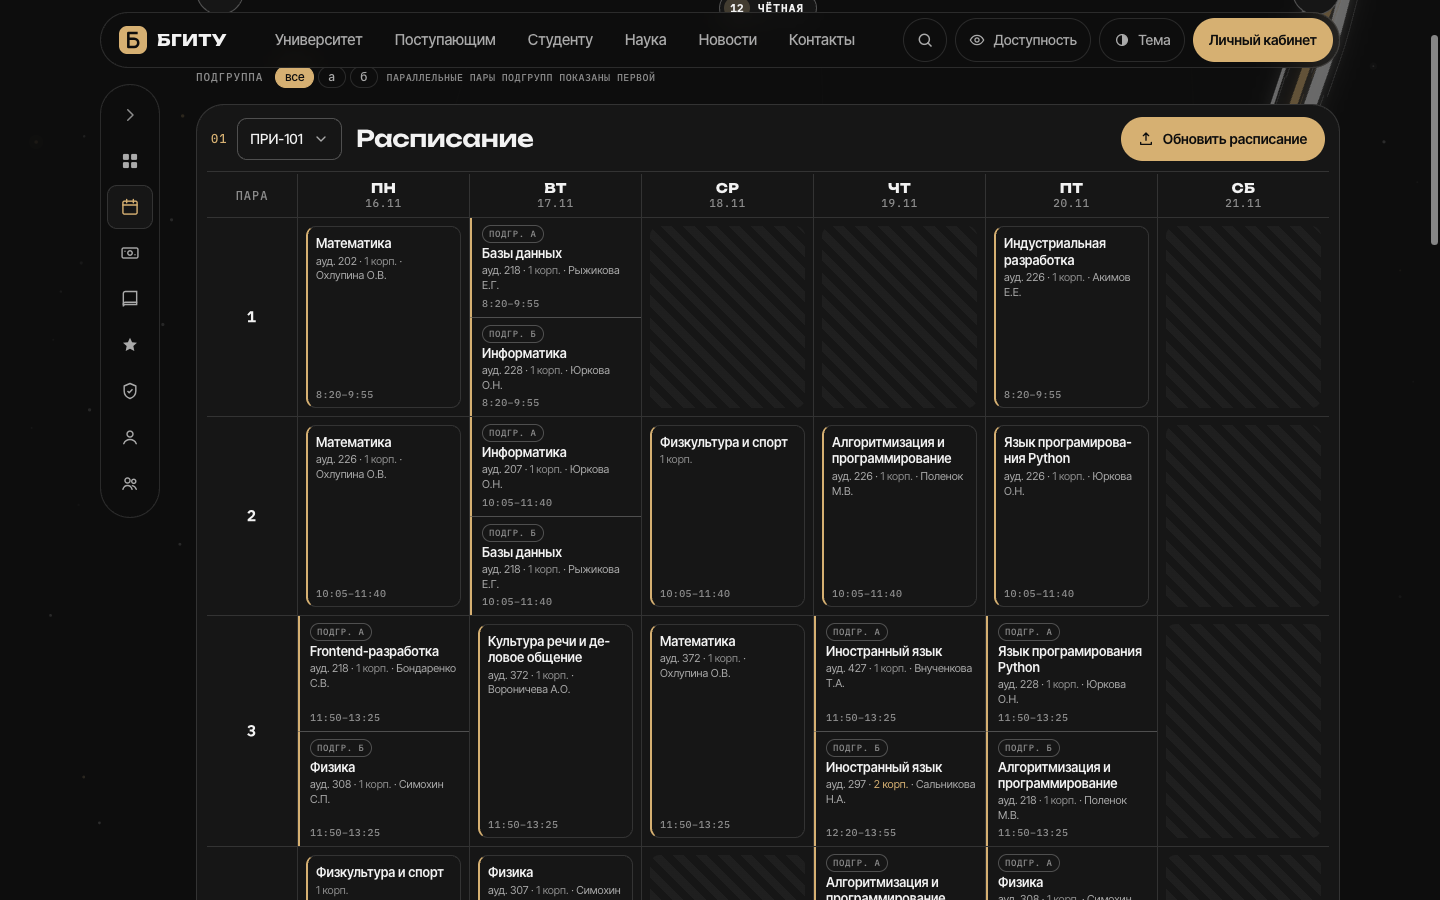 12 ЧЁТНАЯ
Б БГИТУ Университет Поступающим Студенту Наука Новости Контакты Доступность Тема Личный кабинет
ПОДГРУППА все а б ПАРАЛЛЕЛЬНЫЕ ПАРЫ ПОДГРУПП ПОКАЗАНЫ ПЕРВОЙ
01 ПРИ-101 Расписание Обновить расписание
ПАРА ПН ВТ СР ЧТ ПТ СБ
16.11 17.11 18.11 19.11 20.11 21.11
1
Математика
ауд. 202 · 1 корп. ·
Охлупина О.В.
8:20–9:55
ПОДГР. А
Базы данных
ауд. 218 · 1 корп. · Рыжикова
Е.Г.
8:20–9:55
ПОДГР. Б
Информатика
ауд. 228 · 1 корп. · Юркова
О.Н.
8:20–9:55
Индустриальная
разработка
ауд. 226 · 1 корп. · Акимов
Е.Е.
8:20–9:55
2
Математика
ауд. 226 · 1 корп. ·
Охлупина О.В.
10:05–11:40
ПОДГР. А
Информатика
ауд. 207 · 1 корп. · Юркова
О.Н.
10:05–11:40
ПОДГР. Б
Базы данных
ауд. 218 · 1 корп. · Рыжикова
Е.Г.
10:05–11:40
Физкультура и спорт
1 корп.
10:05–11:40
Алгоритмизация и
программирование
ауд. 226 · 1 корп. · Поленок
М.В.
10:05–11:40
Язык програмирова-
ния Python
ауд. 226 · 1 корп. · Юркова
О.Н.
10:05–11:40
3
ПОДГР. А
Frontend-разработка
ауд. 218 · 1 корп. · Бондаренко
С.В.
11:50–13:25
ПОДГР. Б
Физика
ауд. 308 · 1 корп. · Симохин
С.П.
11:50–13:25
Культура речи и де-
ловое общение
ауд. 372 · 1 корп. ·
Вороничева А.О.
11:50–13:25
Математика
ауд. 372 · 1 корп. ·
Охлупина О.В.
11:50–13:25
ПОДГР. А
Иностранный язык
ауд. 427 · 1 корп. · Внученкова
Т.А.
11:50–13:25
ПОДГР. Б
Иностранный язык
ауд. 297 · 2 корп. · Сальникова
Н.А.
12:20–13:55
ПОДГР. А
Язык програмирования
Python
ауд. 228 · 1 корп. · Юркова
О.Н.
11:50–13:25
ПОДГР. Б
Алгоритмизация и
программирование
ауд. 218 · 1 корп. · Поленок
М.В.
11:50–13:25
Физкультура и спорт
1 корп.
Физика
ауд. 307 · 1 корп. · Симохин
ПОДГР. А
Алгоритмизация и
программирование
ПОДГР. А
Физика
ауд. 308 · 1 корп. · Симохин